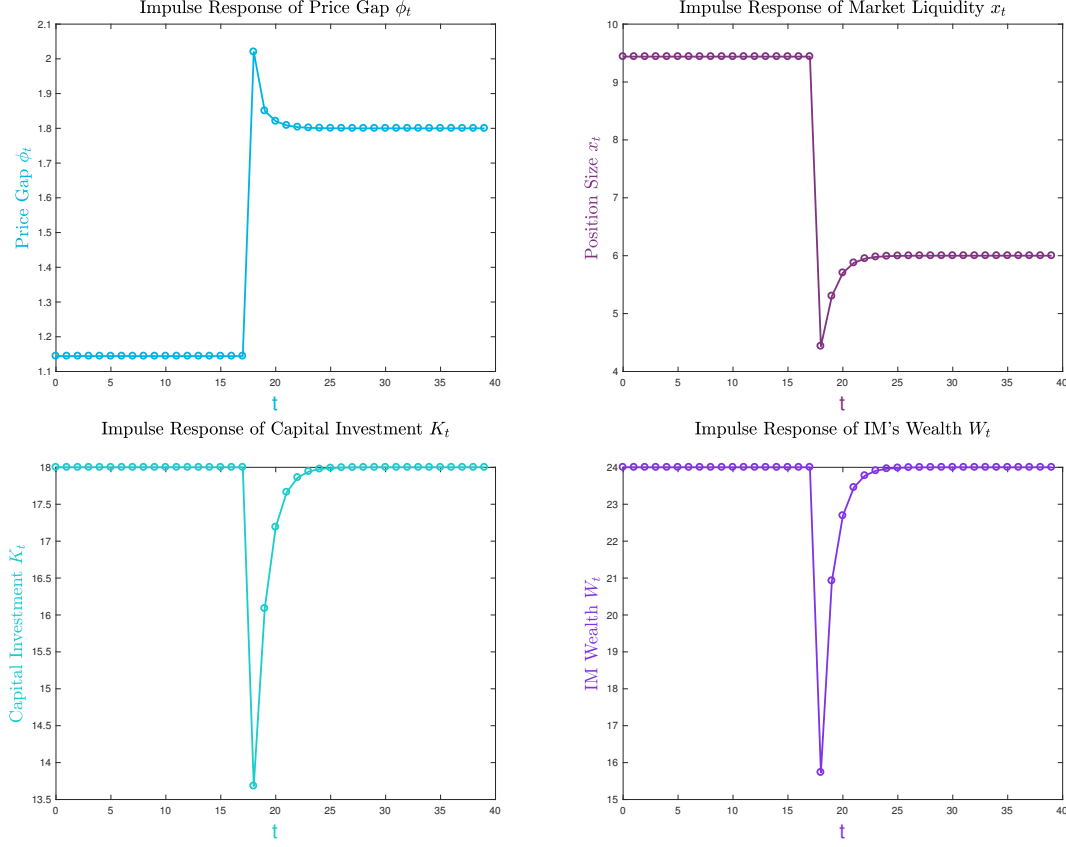 Impulse Response of Price Gap ϕₜ
Price Gap ϕₜ
2.1
2
1.9
1.8
1.7
1.6
1.5
1.4
1.3
1.2
1.1
0 5 10 15 20 25 30 35 40
t
Impulse Response of Market Liquidity xₜ
Position Size xₜ
10
9
8
7
6
5
4
0 5 10 15 20 25 30 35 40
t
Impulse Response of Capital Investment Kₜ
Capital Investment Kₜ
18
17.5
17
16.5
16
15.5
15
14.5
14
13.5
0 5 10 15 20 25 30 35 40
t
Impulse Response of IM's Wealth Wₜ
IM Wealth Wₜ
24
23
22
21
20
19
18
17
16
15
0 5 10 15 20 25 30 35 40
t